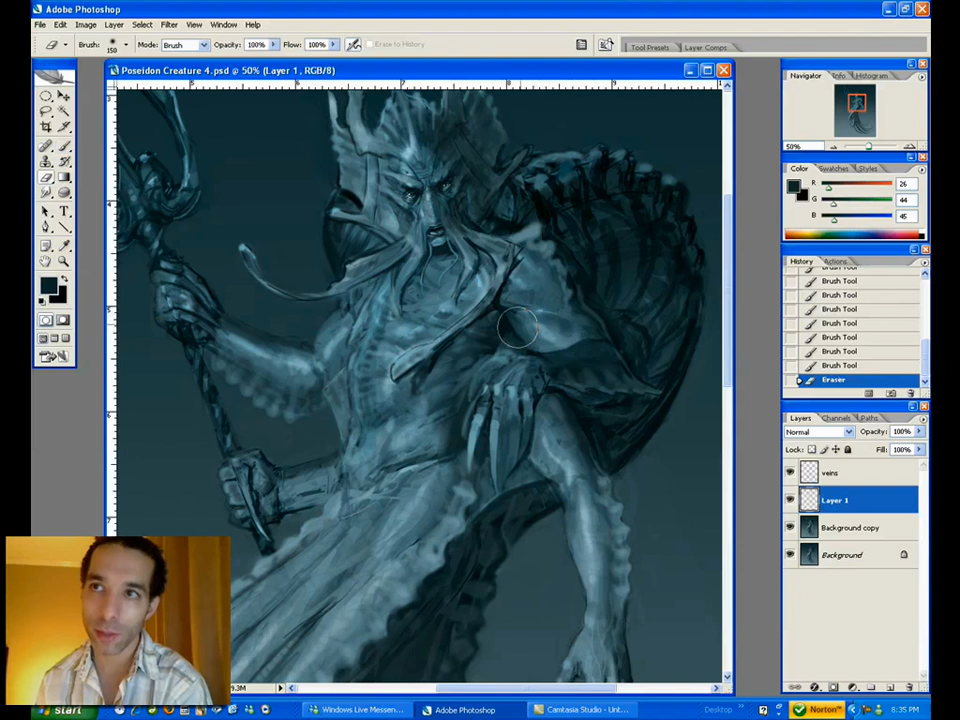 Adobe Photoshop
File Edit Image Layer Select Filter View Window Help
Brush: 150 Mode: Brush Opacity: 100% Flow: 100% Erase to History
Tool Presets Layer Comps
Poseidon Creature 4.psd @ 50% (Layer 1, RGB/8)
Navigator Info Histogram
50%
Color Swatches Styles
R 26
G 44
B 45
History Actions
Brush Tool
Brush Tool
Brush Tool
Brush Tool
Brush Tool
Brush Tool
Brush Tool
Eraser
Layers Channels Paths
Normal Opacity: 100%
Lock: Fill: 100%
veins
Layer 1
Background copy
Background
9.3M
start Windows Live Messen... Adobe Photoshop Camtasia Studio - Unt... Desktop Norton 8:35 PM